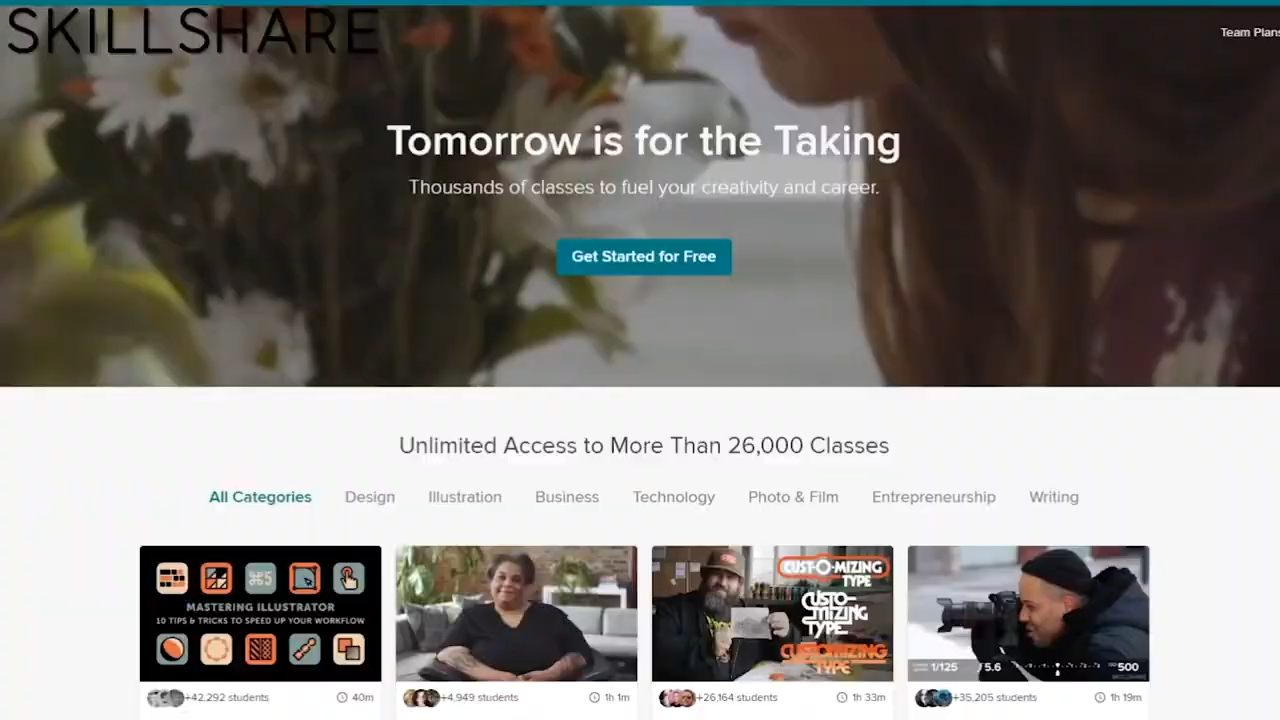 SKILLSHARE
Team Plans
Tomorrow is for the Taking
Thousands of classes to fuel your creativity and career.
Get Started for Free
Unlimited Access to More Than 26,000 Classes
All Categories Design Illustration Business Technology Photo & Film Entrepreneurship Writing
⌘5
MASTERING ILLUSTRATOR
10 TIPS & TRICKS TO SPEED UP YOUR WORKFLOW
CUST-O-MIZING
TYPE
CUSTO-
MIZING
TYPE
CUSTOMIZING
TYPE
1/125 / 5.6 500
SKILLSHARE
+42,292 students 40m
+4,949 students 1h 1m
+26,164 students 1h 33m
+35,205 students 1h 19m